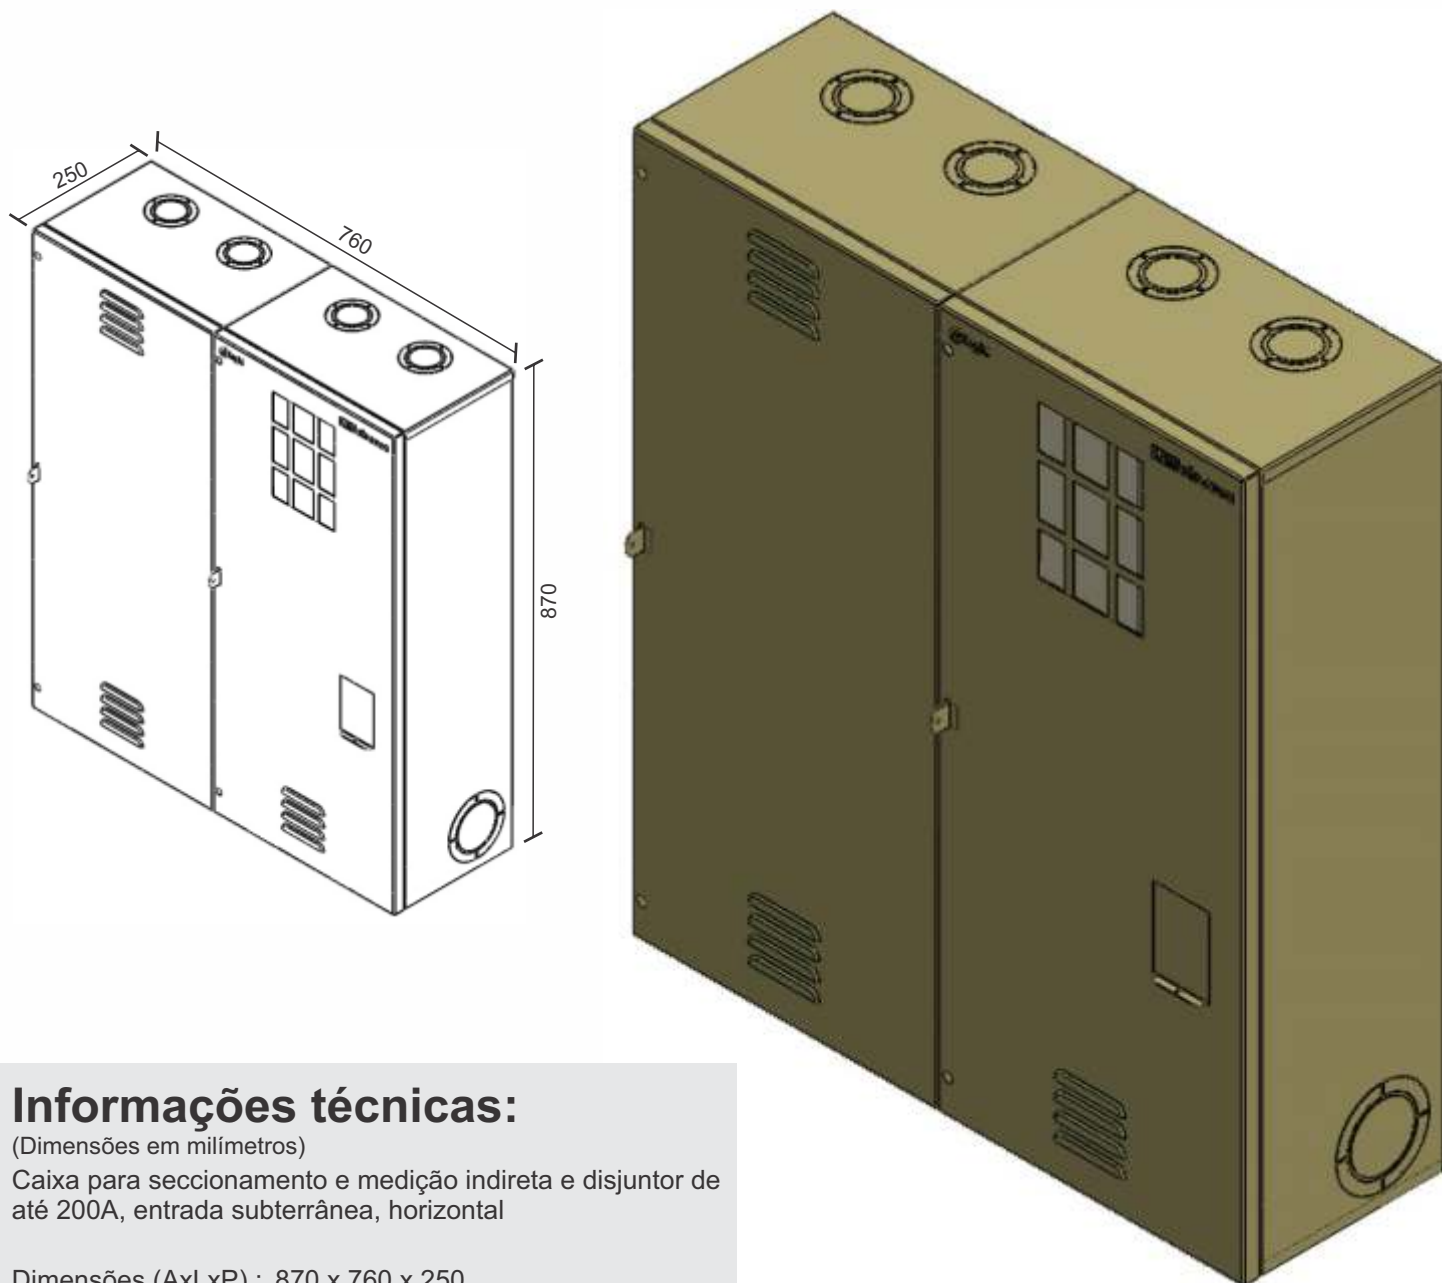 250
760
870
Informações técnicas:
(Dimensões em milímetros)
Caixa para seccionamento e medição indireta e disjuntor de
até 200A, entrada subterrânea, horizontal
Dimensões (AxLxP) : 870 x 760 x 250